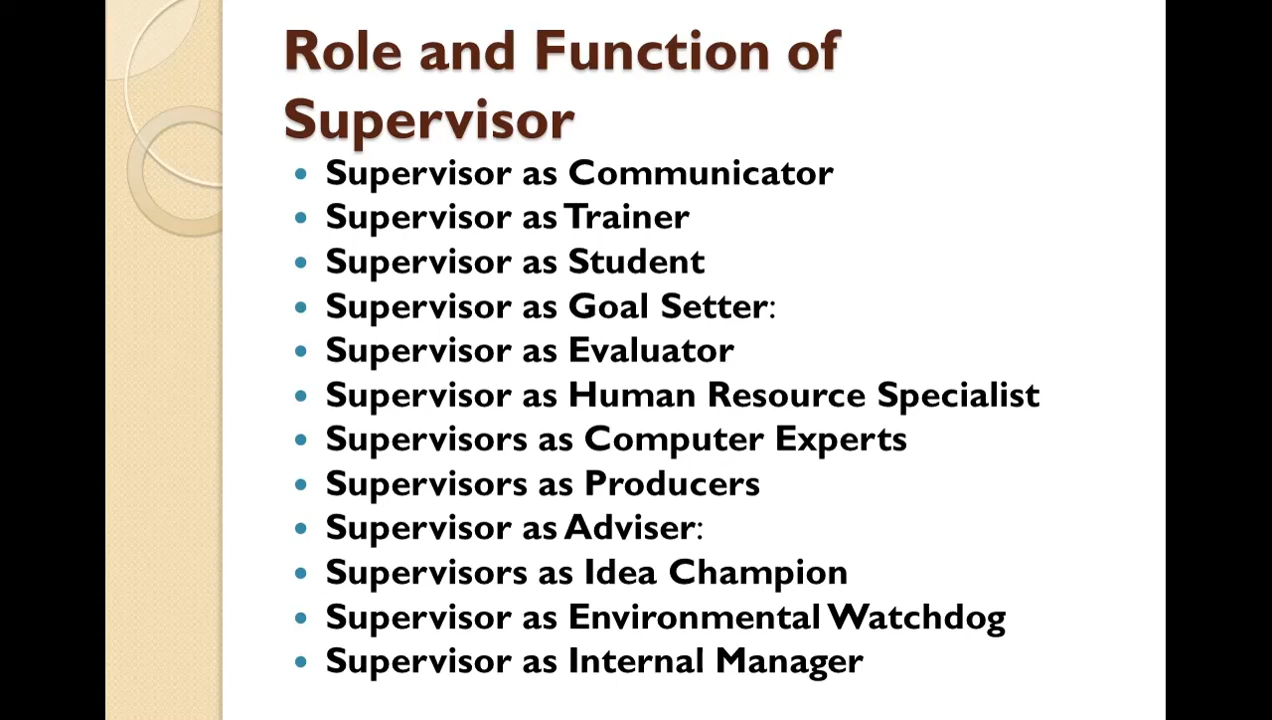 Role and Function of
Supervisor
• Supervisor as Communicator
• Supervisor as Trainer
• Supervisor as Student
• Supervisor as Goal Setter:
• Supervisor as Evaluator
• Supervisor as Human Resource Specialist
• Supervisors as Computer Experts
• Supervisors as Producers
• Supervisor as Adviser:
• Supervisors as Idea Champion
• Supervisor as Environmental Watchdog
• Supervisor as Internal Manager